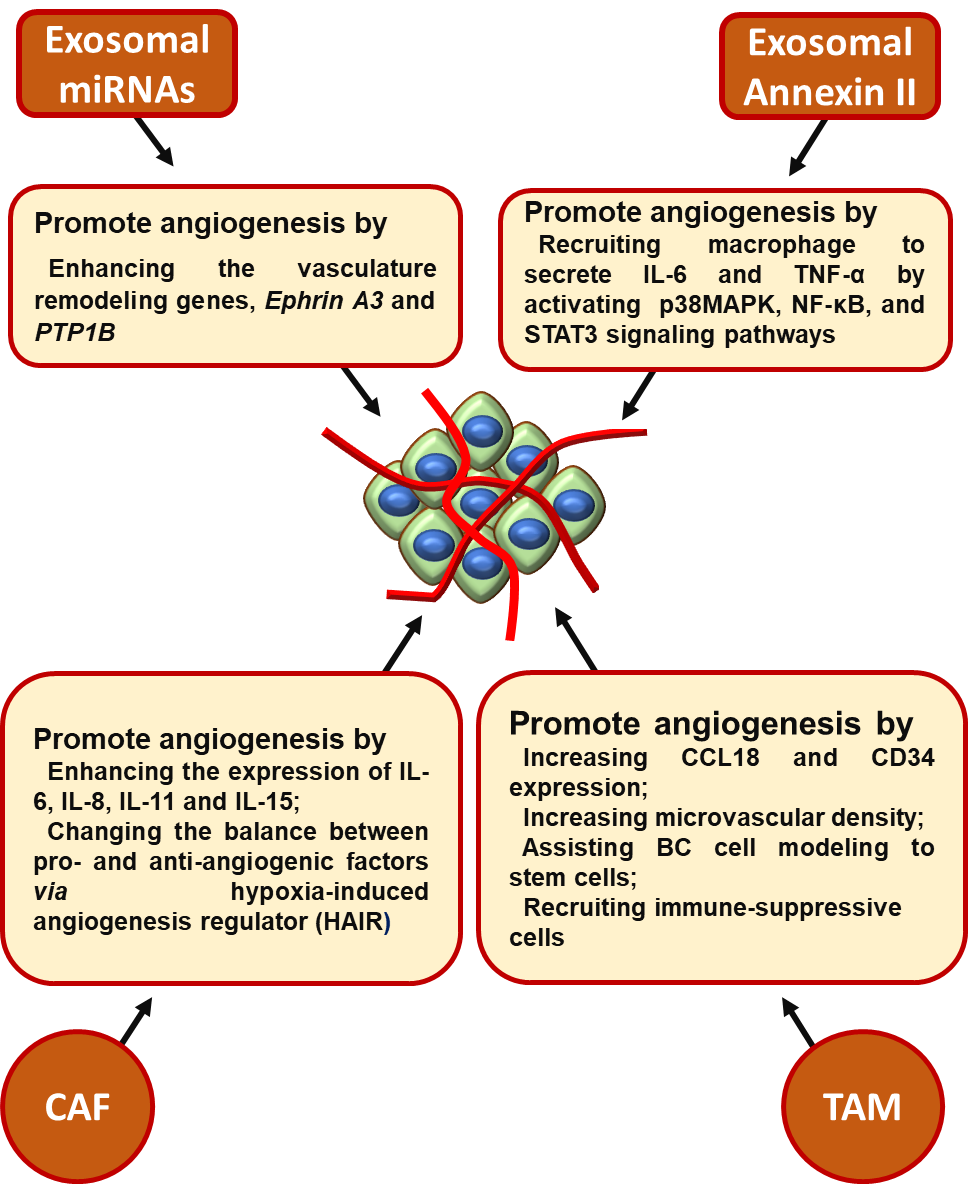 Exosomal
miRNAs
Exosomal
Annexin II
Promote angiogenesis by
Enhancing the vasculature
remodeling genes, Ephrin A3 and
PTP1B
Promote angiogenesis by
Recruiting macrophage to
secrete IL-6 and TNF-α by
activating p38MAPK, NF-κB, and
STAT3 signaling pathways
Promote angiogenesis by
Enhancing the expression of IL-
6, IL-8, IL-11 and IL-15;
Changing the balance between
pro- and anti-angiogenic factors
via hypoxia-induced
angiogenesis regulator (HAIR)
Promote angiogenesis by
Increasing CCL18 and CD34
expression;
Increasing microvascular density;
Assisting BC cell modeling to
stem cells;
Recruiting immune-suppressive
cells
CAF
TAM